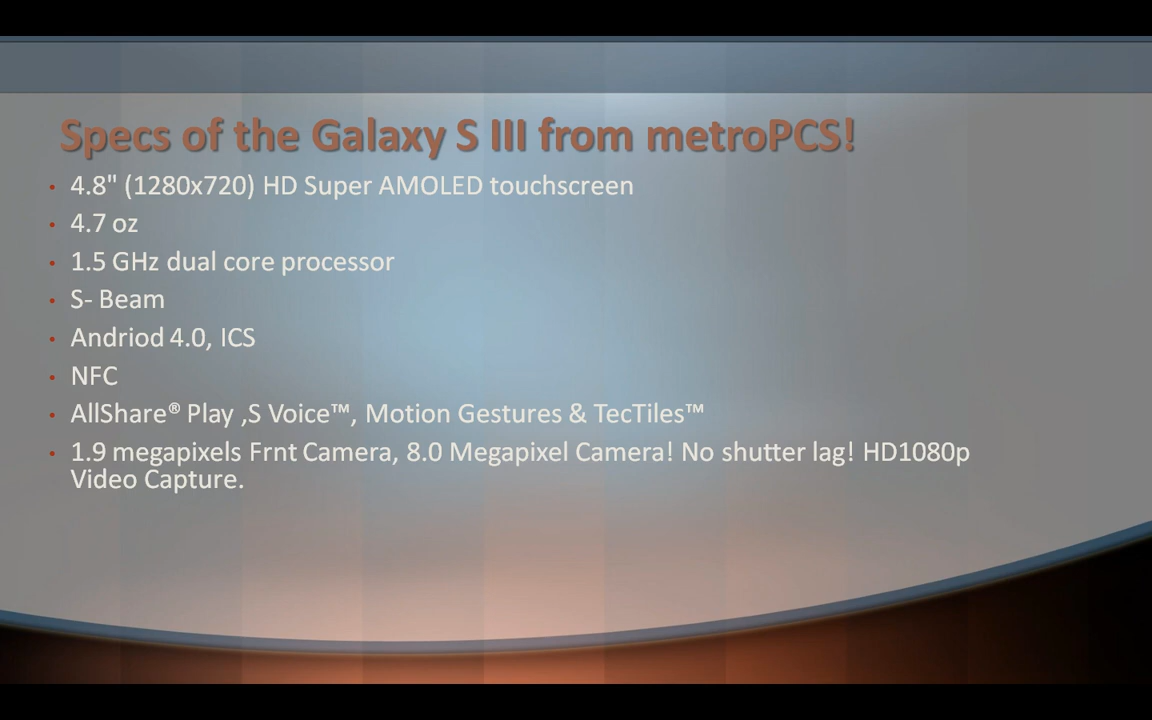 Specs of the Galaxy S III from metroPCS!
• 4.8" (1280x720) HD Super AMOLED touchscreen
• 4.7 oz
• 1.5 GHz dual core processor
• S- Beam
• Andriod 4.0, ICS
• NFC
• AllShare® Play ,S Voice™, Motion Gestures & TecTiles™
• 1.9 megapixels Frnt Camera, 8.0 Megapixel Camera! No shutter lag! HD1080p
Video Capture.